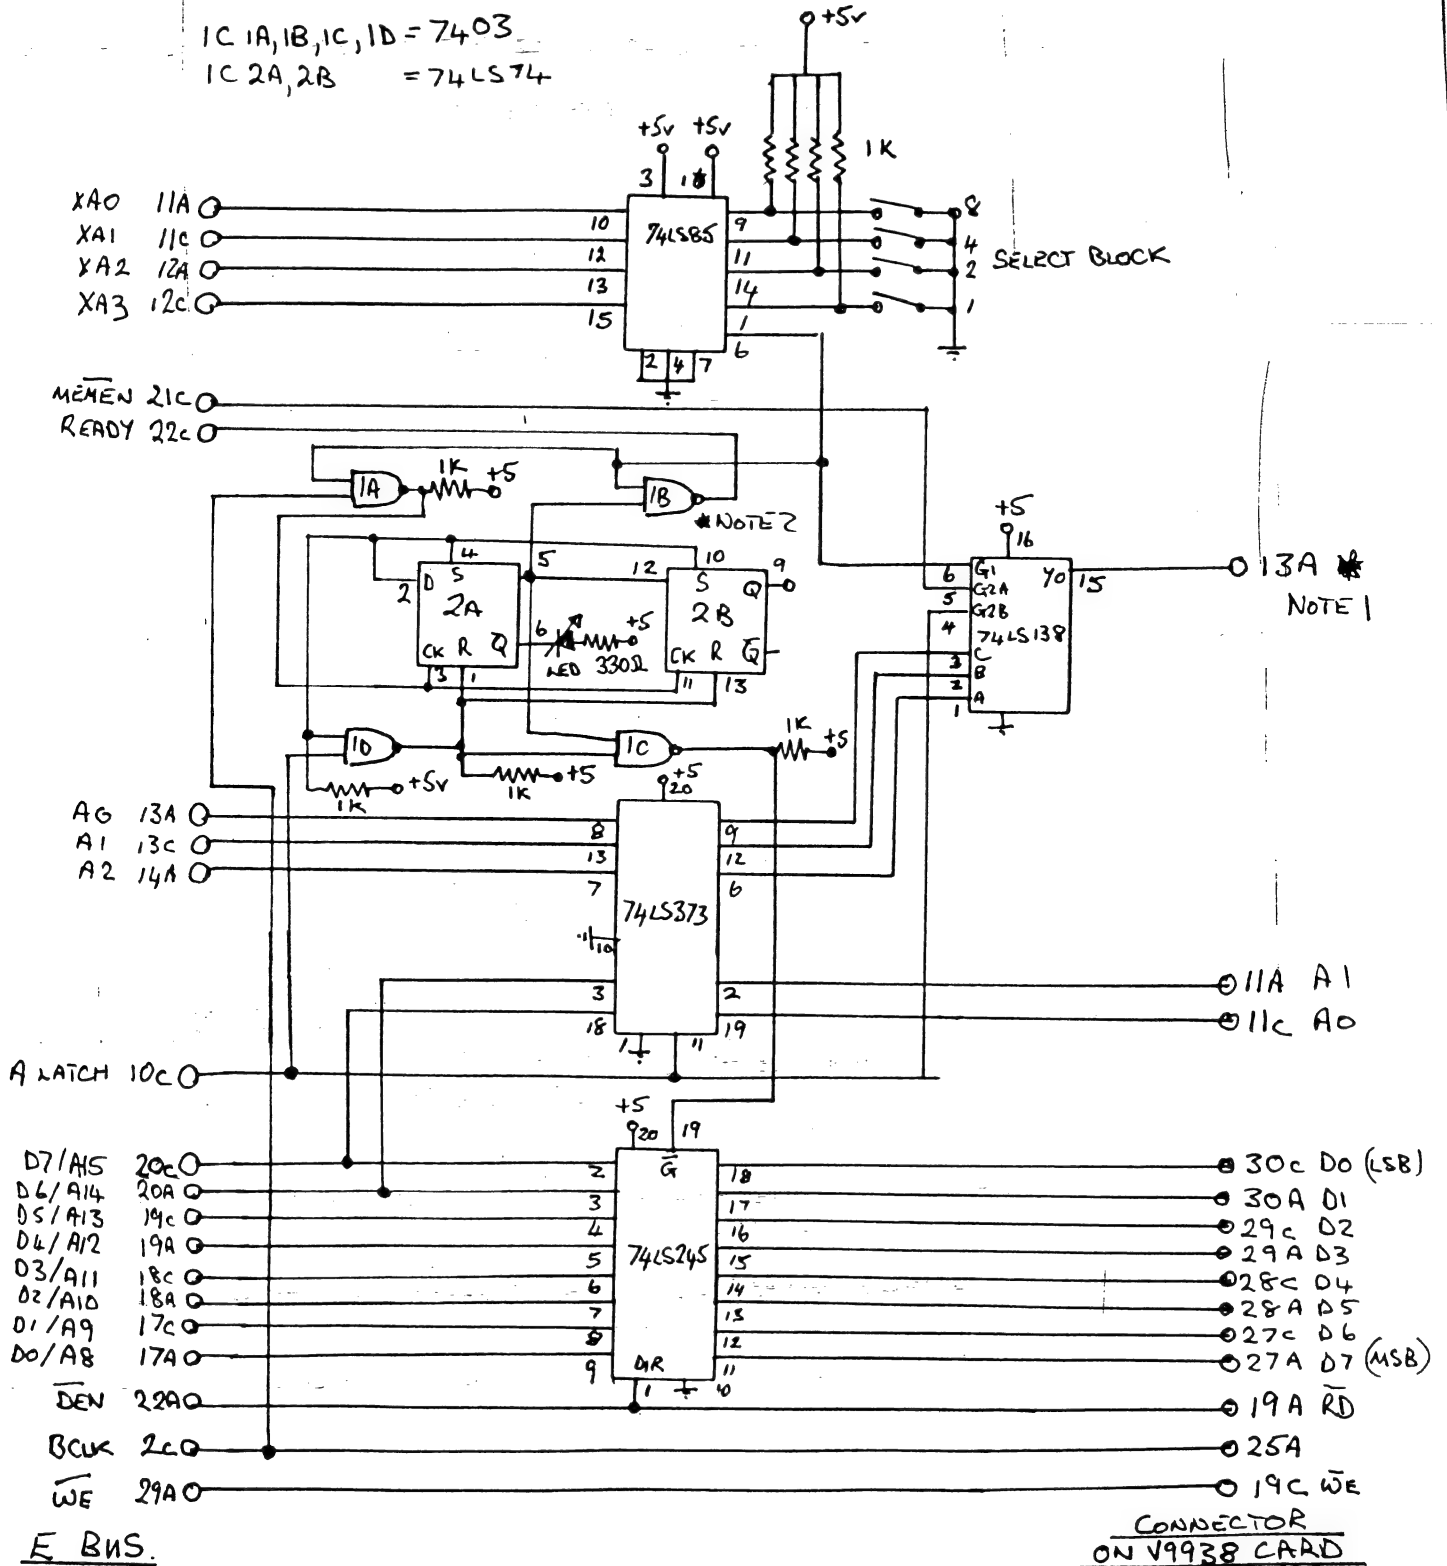 IC 1A, 1B, 1C, 1D = 7403
IC 2A, 2B = 74LS74
+5v
+5v +5v
1K
3 1
XA0 11A
XA1 11C
XA2 12A
XA3 12C
10
12
13
15
74LS85
9
11
14
1
6
2 4 7
8
4
2
1
SELECT BLOCK
M̅E̅M̅E̅N̅ 21C
READY 22C
1A
1K
+5
1B
* NOTE 2
4
5
2
D S
2A
CK R Q̅
3 1
6
LED
330Ω
+5
12
10
9
S Q
2B
CK R Q̅
11
13
+5
16
6
5
4
3
2
1
G1
G2A
G2B
74LS138
C
B
A
Y0
15
13A *
NOTE 1
1D
1K
+5v
1K
+5
1C
1K
+5
+5
20
A0 13A
A1 13C
A2 14A
8
13
7
9
12
6
74LS373
10
3
18
1
11
2
19
11A A1
11C A0
A LATCH 10C
+5
20
19
G̅
D7/A15 20C
D6/A14 20A
D5/A13 19C
D4/A12 19A
D3/A11 18C
D2/A10 18A
D1/A9 17C
D0/A8 17A
2
3
4
5
6
7
8
9
74LS245
DIR
1
10
18
17
16
15
14
13
12
11
30C D0 (LSB)
30A D1
29C D2
29A D3
28C D4
28A D5
27C D6
27A D7 (MSB)
D̅E̅N̅ 22A
19A R̅D̅
BCLK 2C
25A
W̅E̅ 29A
19C W̅E̅
E BUS.
CONNECTOR
ON V9938 CARD